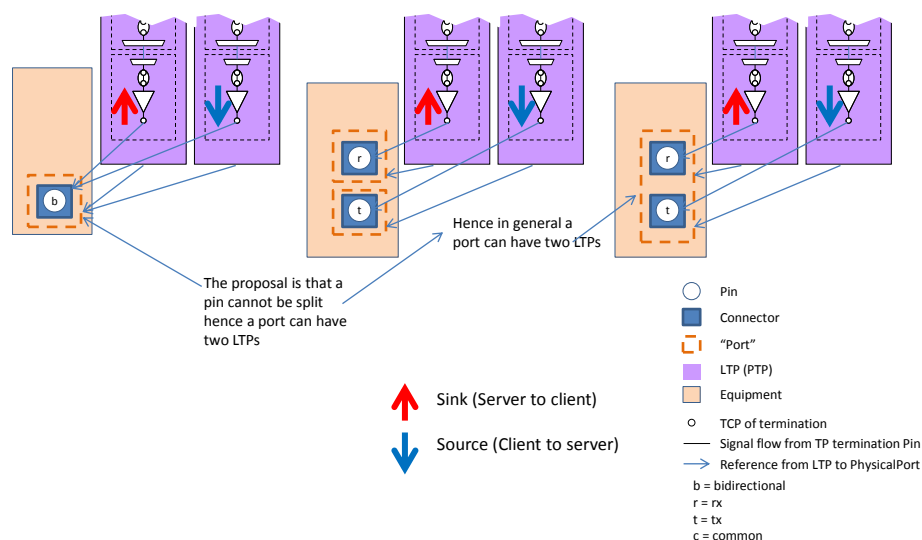 r
r
b
t
t
Hence in general a
port can have two LTPs
The proposal is that a
pin cannot be split
hence a port can have
two LTPs
Pin
Connector
“Port”
LTP (PTP)
Equipment
Sink (Server to client)
Source (Client to server)
TCP of termination
Signal flow from TP termination Pin
Reference from LTP to PhysicalPort
b = bidirectional
r = rx
t = tx
c = common